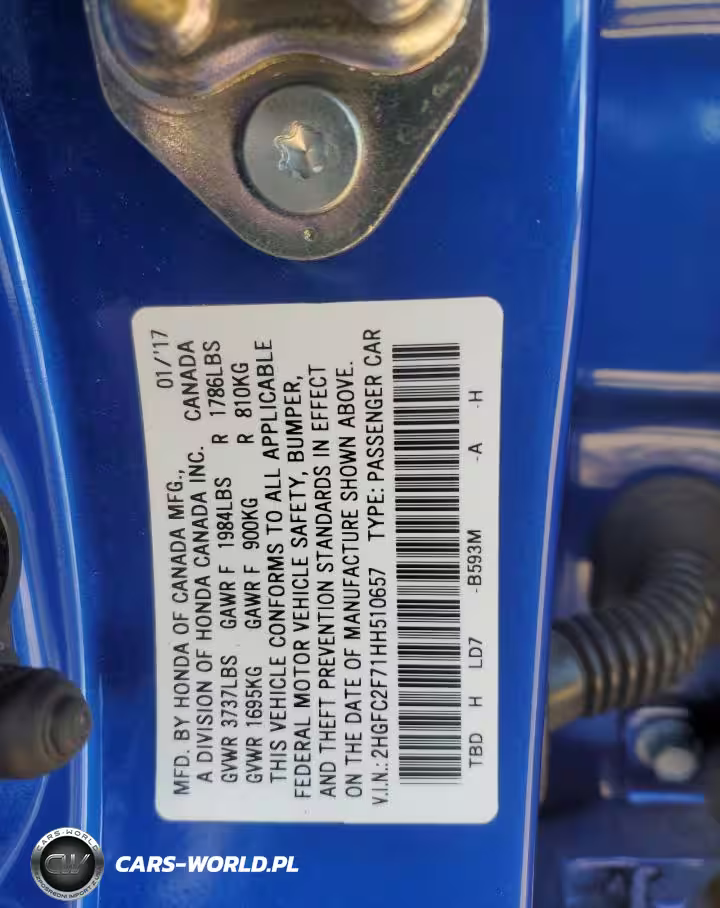 MFD. BY HONDA OF CANADA MFG., 01/'17
A DIVISION OF HONDA CANADA INC. CANADA
GVWR 3737LBS GAWR F 1984LBS R 1786LBS
GVWR 1695KG GAWR F 900KG R 810KG
THIS VEHICLE CONFORMS TO ALL APPLICABLE
FEDERAL MOTOR VEHICLE SAFETY, BUMPER,
AND THEFT PREVENTION STANDARDS IN EFFECT
ON THE DATE OF MANUFACTURE SHOWN ABOVE.
V.I.N.: 2HGFC2F71HH510657 TYPE: PASSENGER CAR
TBD H LD7 -B593M -A -H
CARS-WORLD
CW
CARS-WORLD.PL